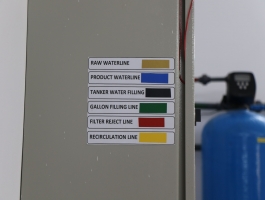 RAW WATERLINE
PRODUCT WATERLINE
TANKER WATER FILLING
GALLON FILLING LINE
FILTER REJECT LINE
RECIRCULATION LINE